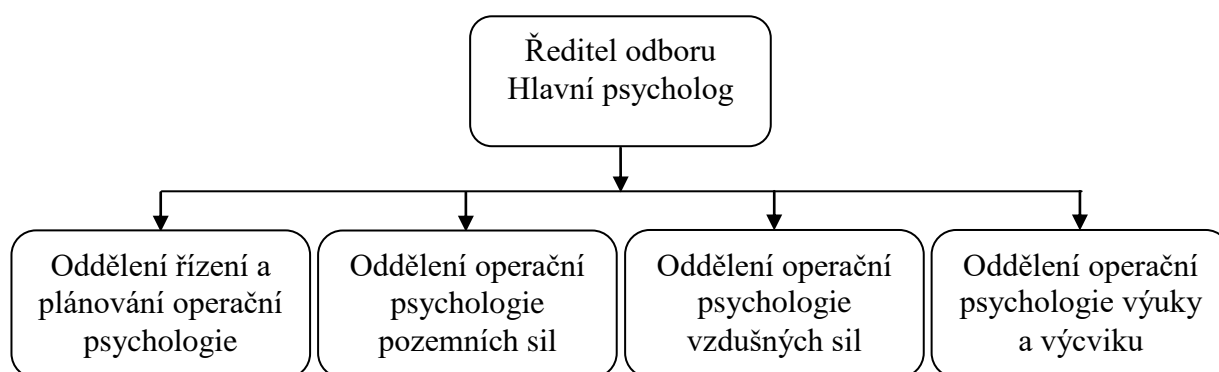 Ředitel odboru
Hlavní psycholog
Oddělení řízení a
plánování operační
psychologie
Oddělení operační
psychologie
pozemních sil
Oddělení operační
psychologie
vzdušných sil
Oddělení operační
psychologie výuky
a výcviku